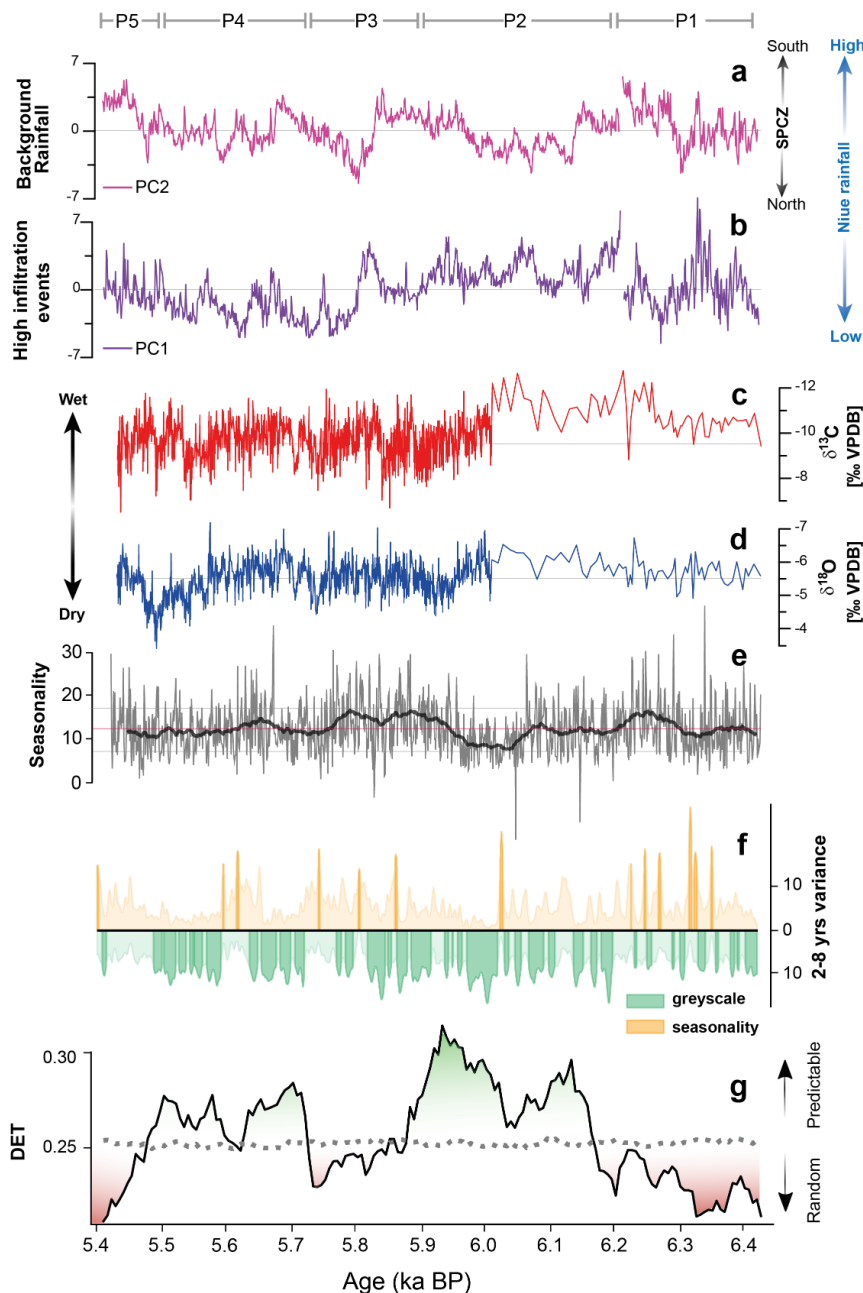 P5 P4 P3 P2 P1
South High
a
7
0
-7
Background
Rainfall
PC2
SPCZ
North
Niue rainfall
b
7
0
-7
High infiltration
events
PC1
Low
Wet
Dry
c
-12
-10
-8
δ13C
[‰ VPDB]
d
-7
-6
-5
-4
δ18O
[‰ VPDB]
e
30
20
10
0
Seasonality
f
10
0
10
2-8 yrs variance
greyscale
seasonality
g
0.30
0.25
DET
Predictable
Random
5.4 5.5 5.6 5.7 5.8 5.9 6.0 6.1 6.2 6.3 6.4
Age (ka BP)